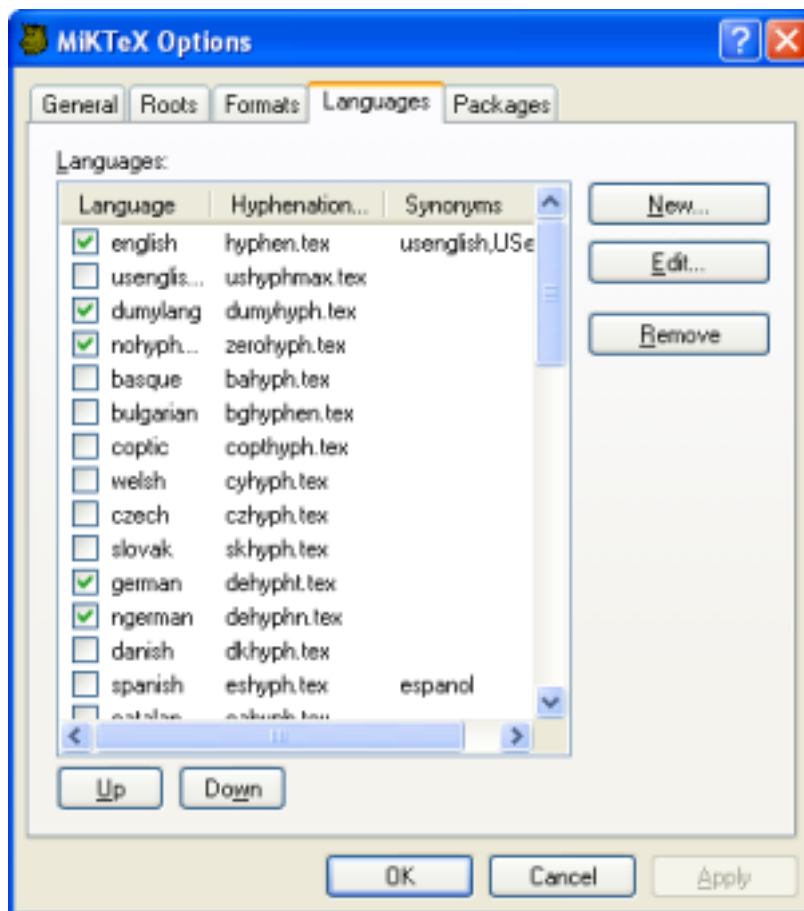 MiKTeX Options
General Roots Formats Languages Packages
Languages:
Language Hyphenation... Synonyms
english hyphen.tex usenglish,USe
usenglis... ushyphmax.tex
dumylang dumyhyph.tex
nohyph... zerohyph.tex
basque bahyph.tex
bulgarian bghyphen.tex
coptic copthyph.tex
welsh cyhyph.tex
czech czhyph.tex
slovak skhyph.tex
german dehypht.tex
ngerman dehyphn.tex
danish dkhyph.tex
spanish eshyph.tex espanol
New...
Edit...
Remove
Up Down
OK Cancel Apply